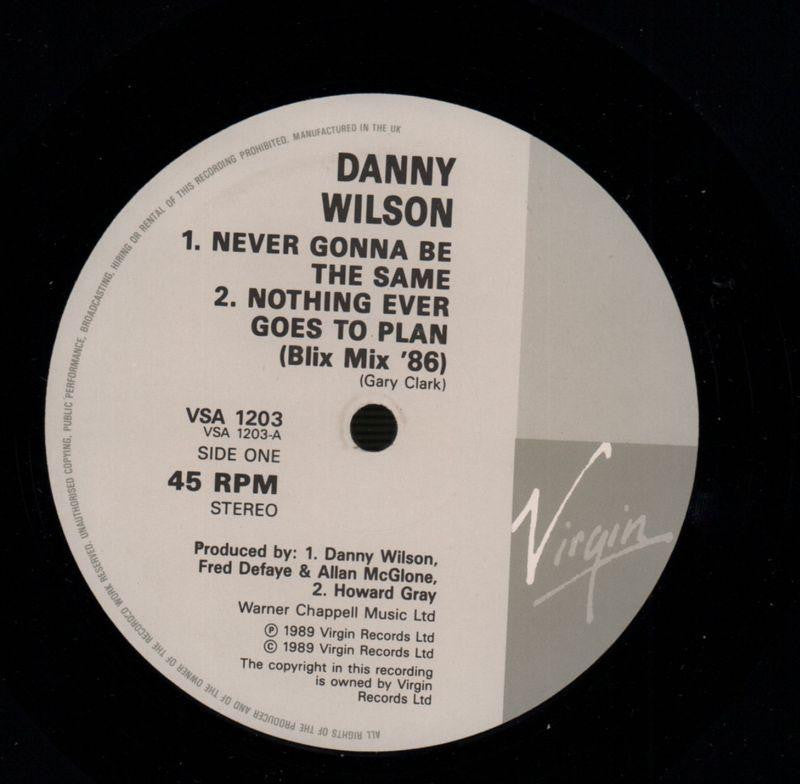 ALL RIGHTS OF THE PRODUCER AND OF THE OWNER OF THE RECORDED WORK RESERVED. UNAUTHORISED COPYING, PUBLIC PERFORMANCE, BROADCASTING, HIRING OR RENTAL OF THIS RECORDING PROHIBITED. MANUFACTURED IN THE UK
DANNY
WILSON
1. NEVER GONNA BE
THE SAME
2. NOTHING EVER
GOES TO PLAN
(Blix Mix '86)
(Gary Clark)
VSA 1203
VSA 1203-A
SIDE ONE
45 RPM
STEREO
Virgin
Produced by: 1. Danny Wilson,
Fred Defaye & Allan McGlone,
2. Howard Gray
Warner Chappell Music Ltd
℗ 1989 Virgin Records Ltd
© 1989 Virgin Records Ltd
The copyright in this recording
is owned by Virgin
Records Ltd